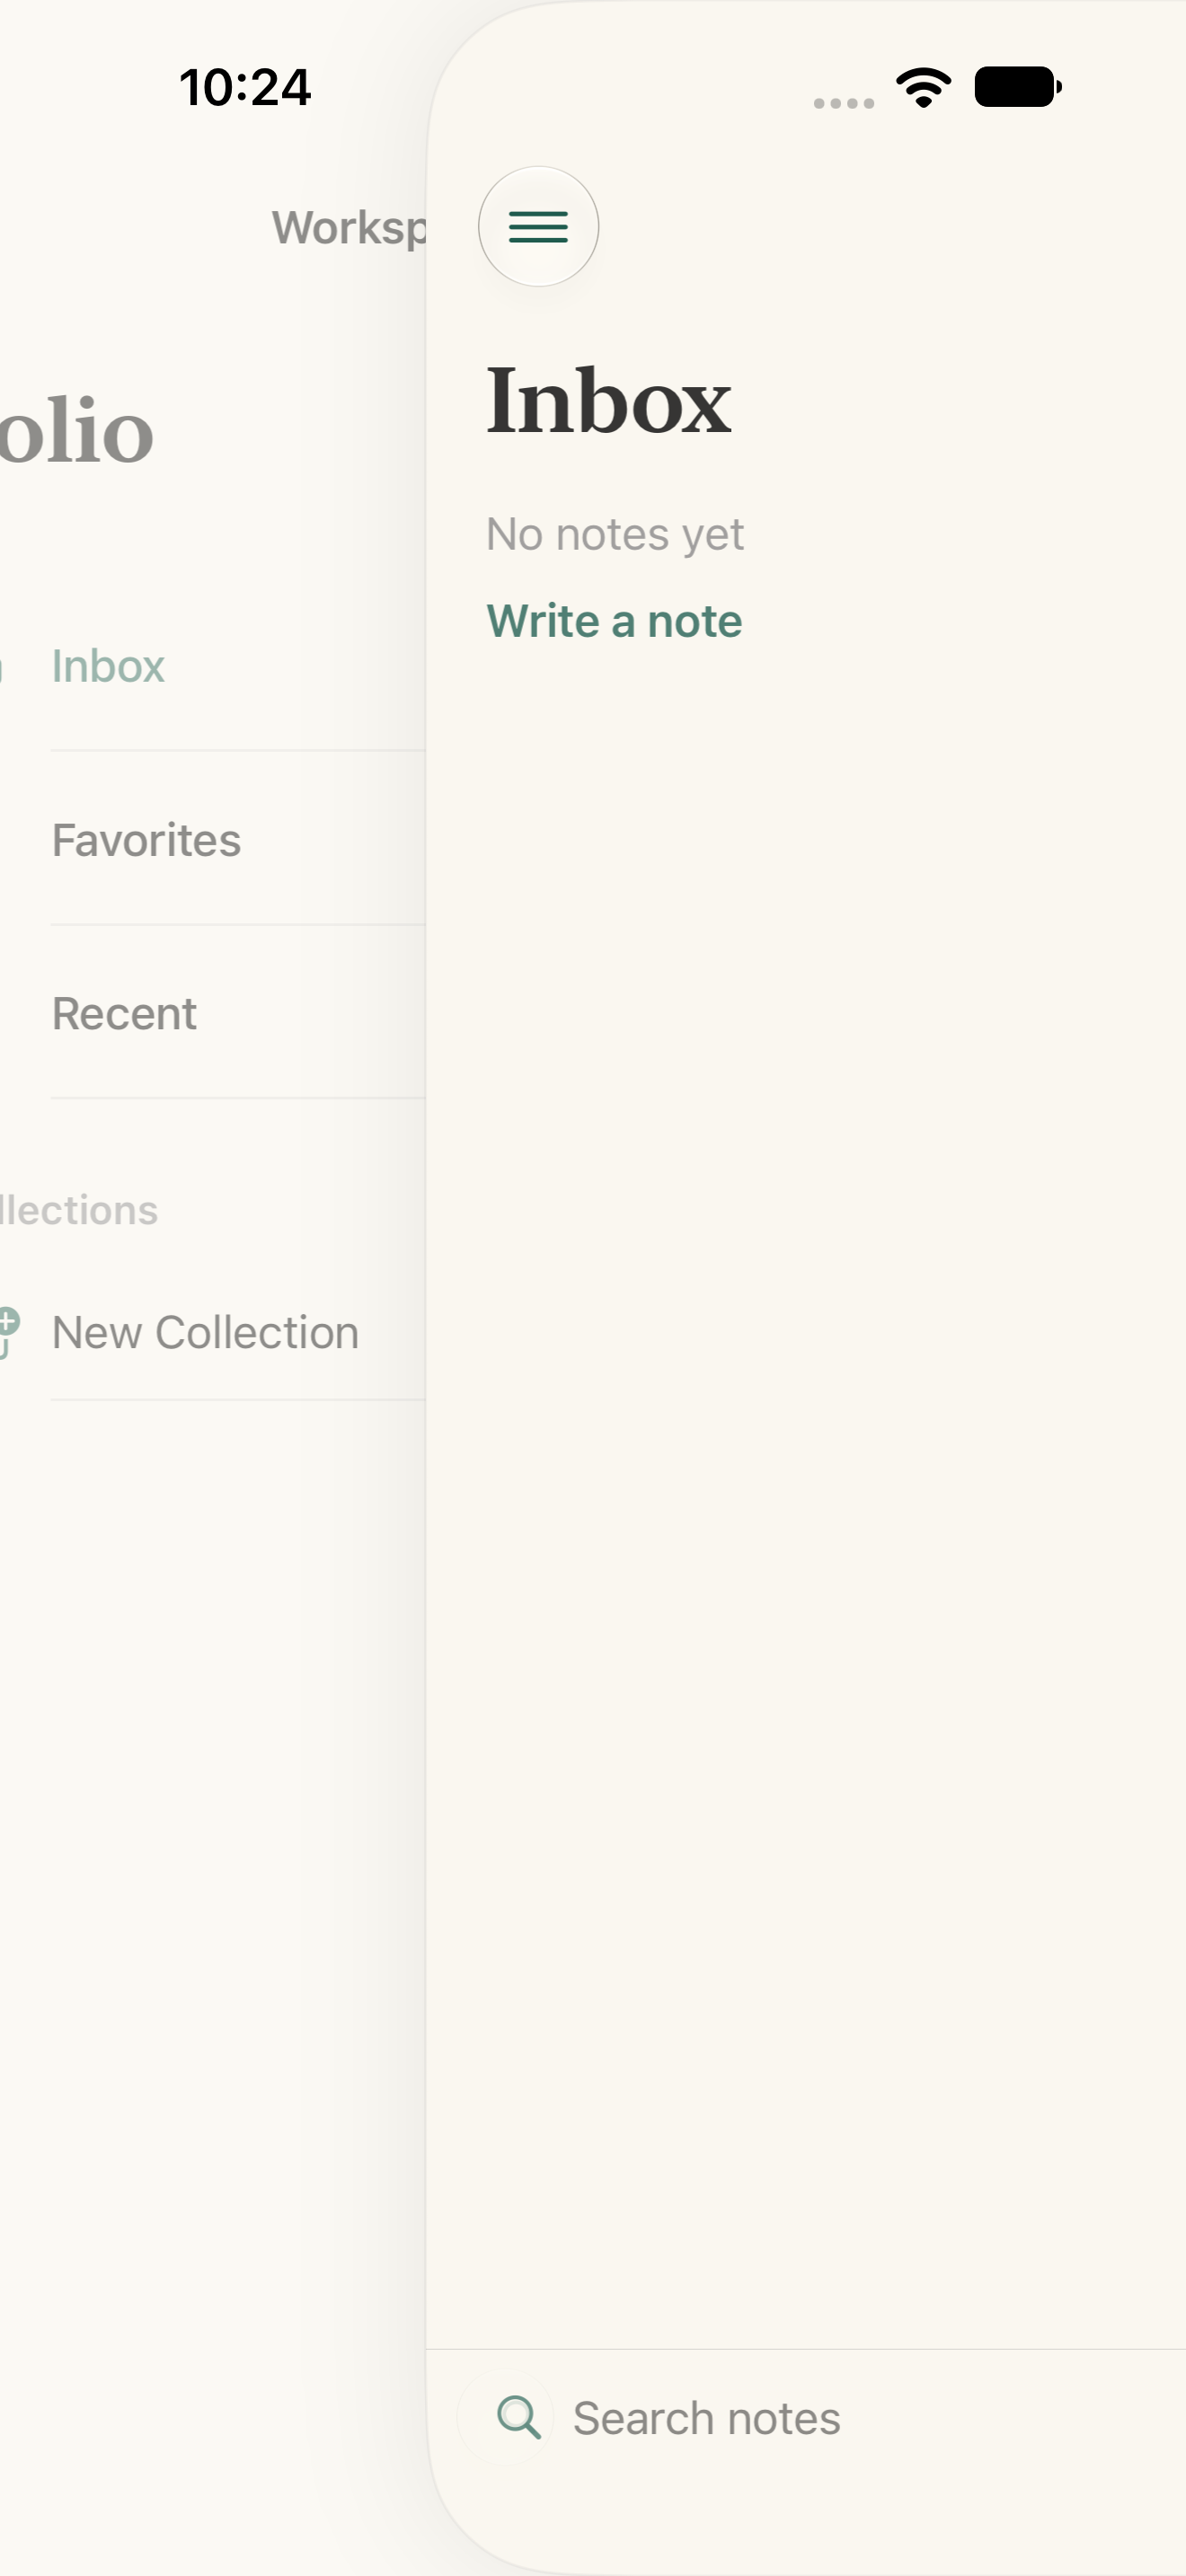 10:24
Worksp
olio
Inbox
Favorites
Recent
llections
New Collection
Inbox
No notes yet
Write a note
Search notes